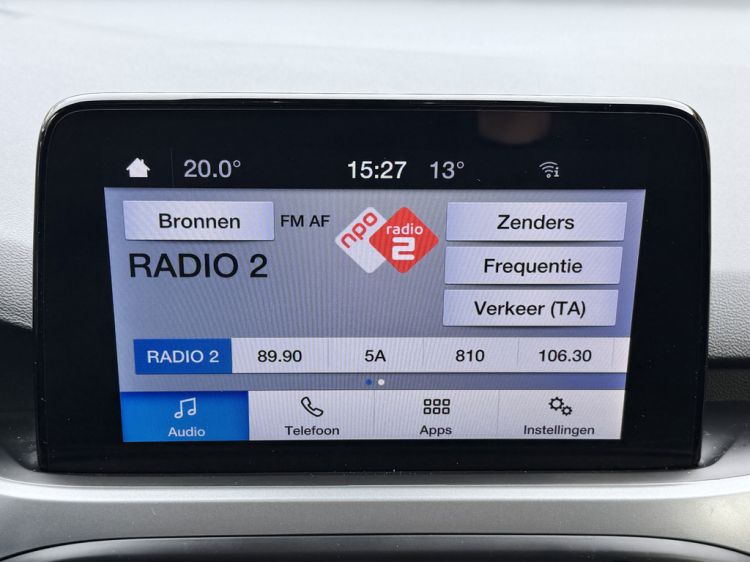 20.0° 15:27 13°
Bronnen FM AF npo radio 2 Zenders
RADIO 2 Frequentie
Verkeer (TA)
RADIO 2 89.90 5A 810 106.30
Audio Telefoon Apps Instellingen